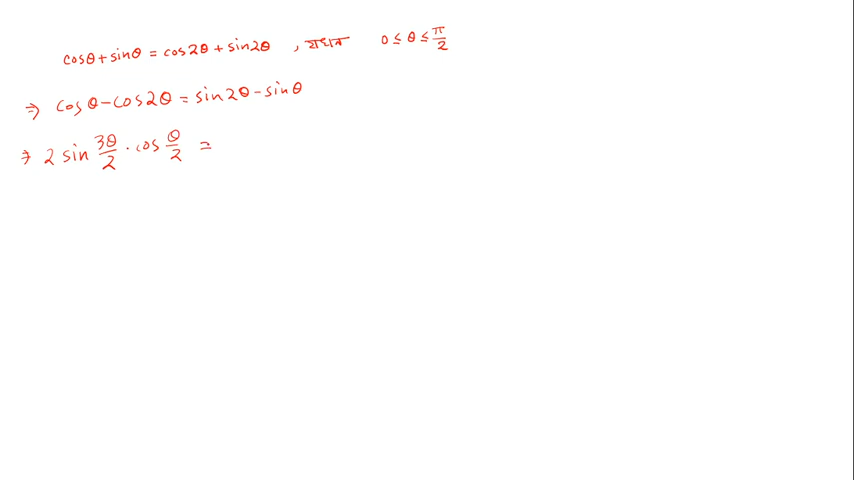 cosθ + sinθ = cos2θ + sin2θ , যখন 0 ≤ θ ≤ π/2
⇒ cosθ - cos2θ = sin2θ - sinθ
⇒ 2 sin 3θ/2 · cos θ/2 =